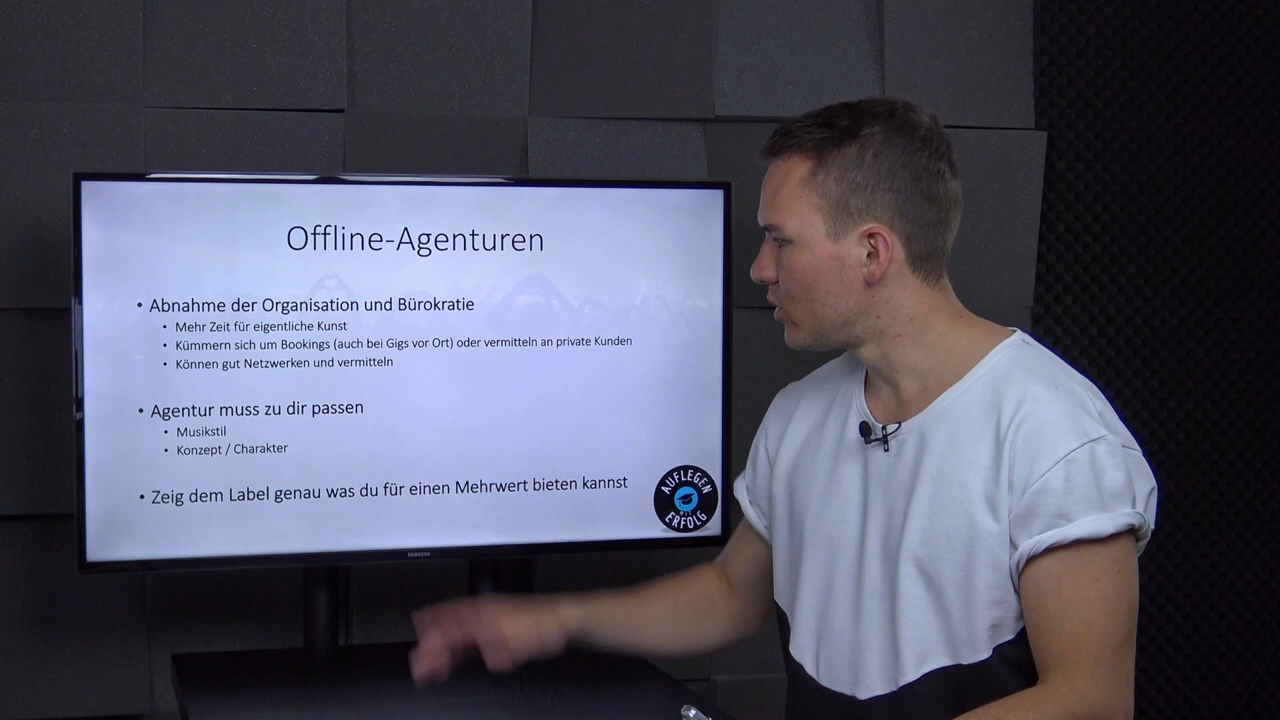 Offline-Agenturen
• Abnahme der Organisation und Bürokratie
• Mehr Zeit für eigentliche Kunst
• Kümmern sich um Bookings (auch bei Gigs vor Ort) oder vermitteln an private Kunden
• Können gut Netzwerken und vermitteln
• Agentur muss zu dir passen
• Musikstil
• Konzept / Charakter
• Zeig dem Label genau was du für einen Mehrwert bieten kannst
AUFLEGEN
MIT
ERFOLG
SAMSUNG